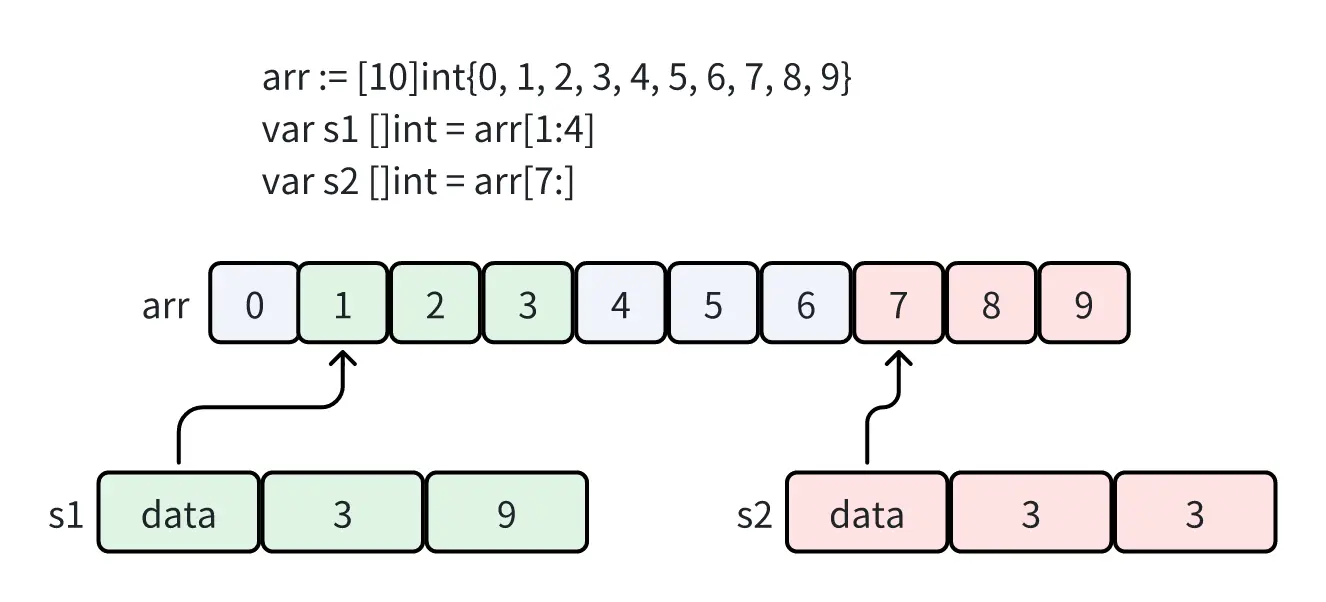 arr := [10]int{0, 1, 2, 3, 4, 5, 6, 7, 8, 9}
var s1 []int = arr[1:4]
var s2 []int = arr[7:]
arr 0 1 2 3 4 5 6 7 8 9
s1 data 3 9
s2 data 3 3